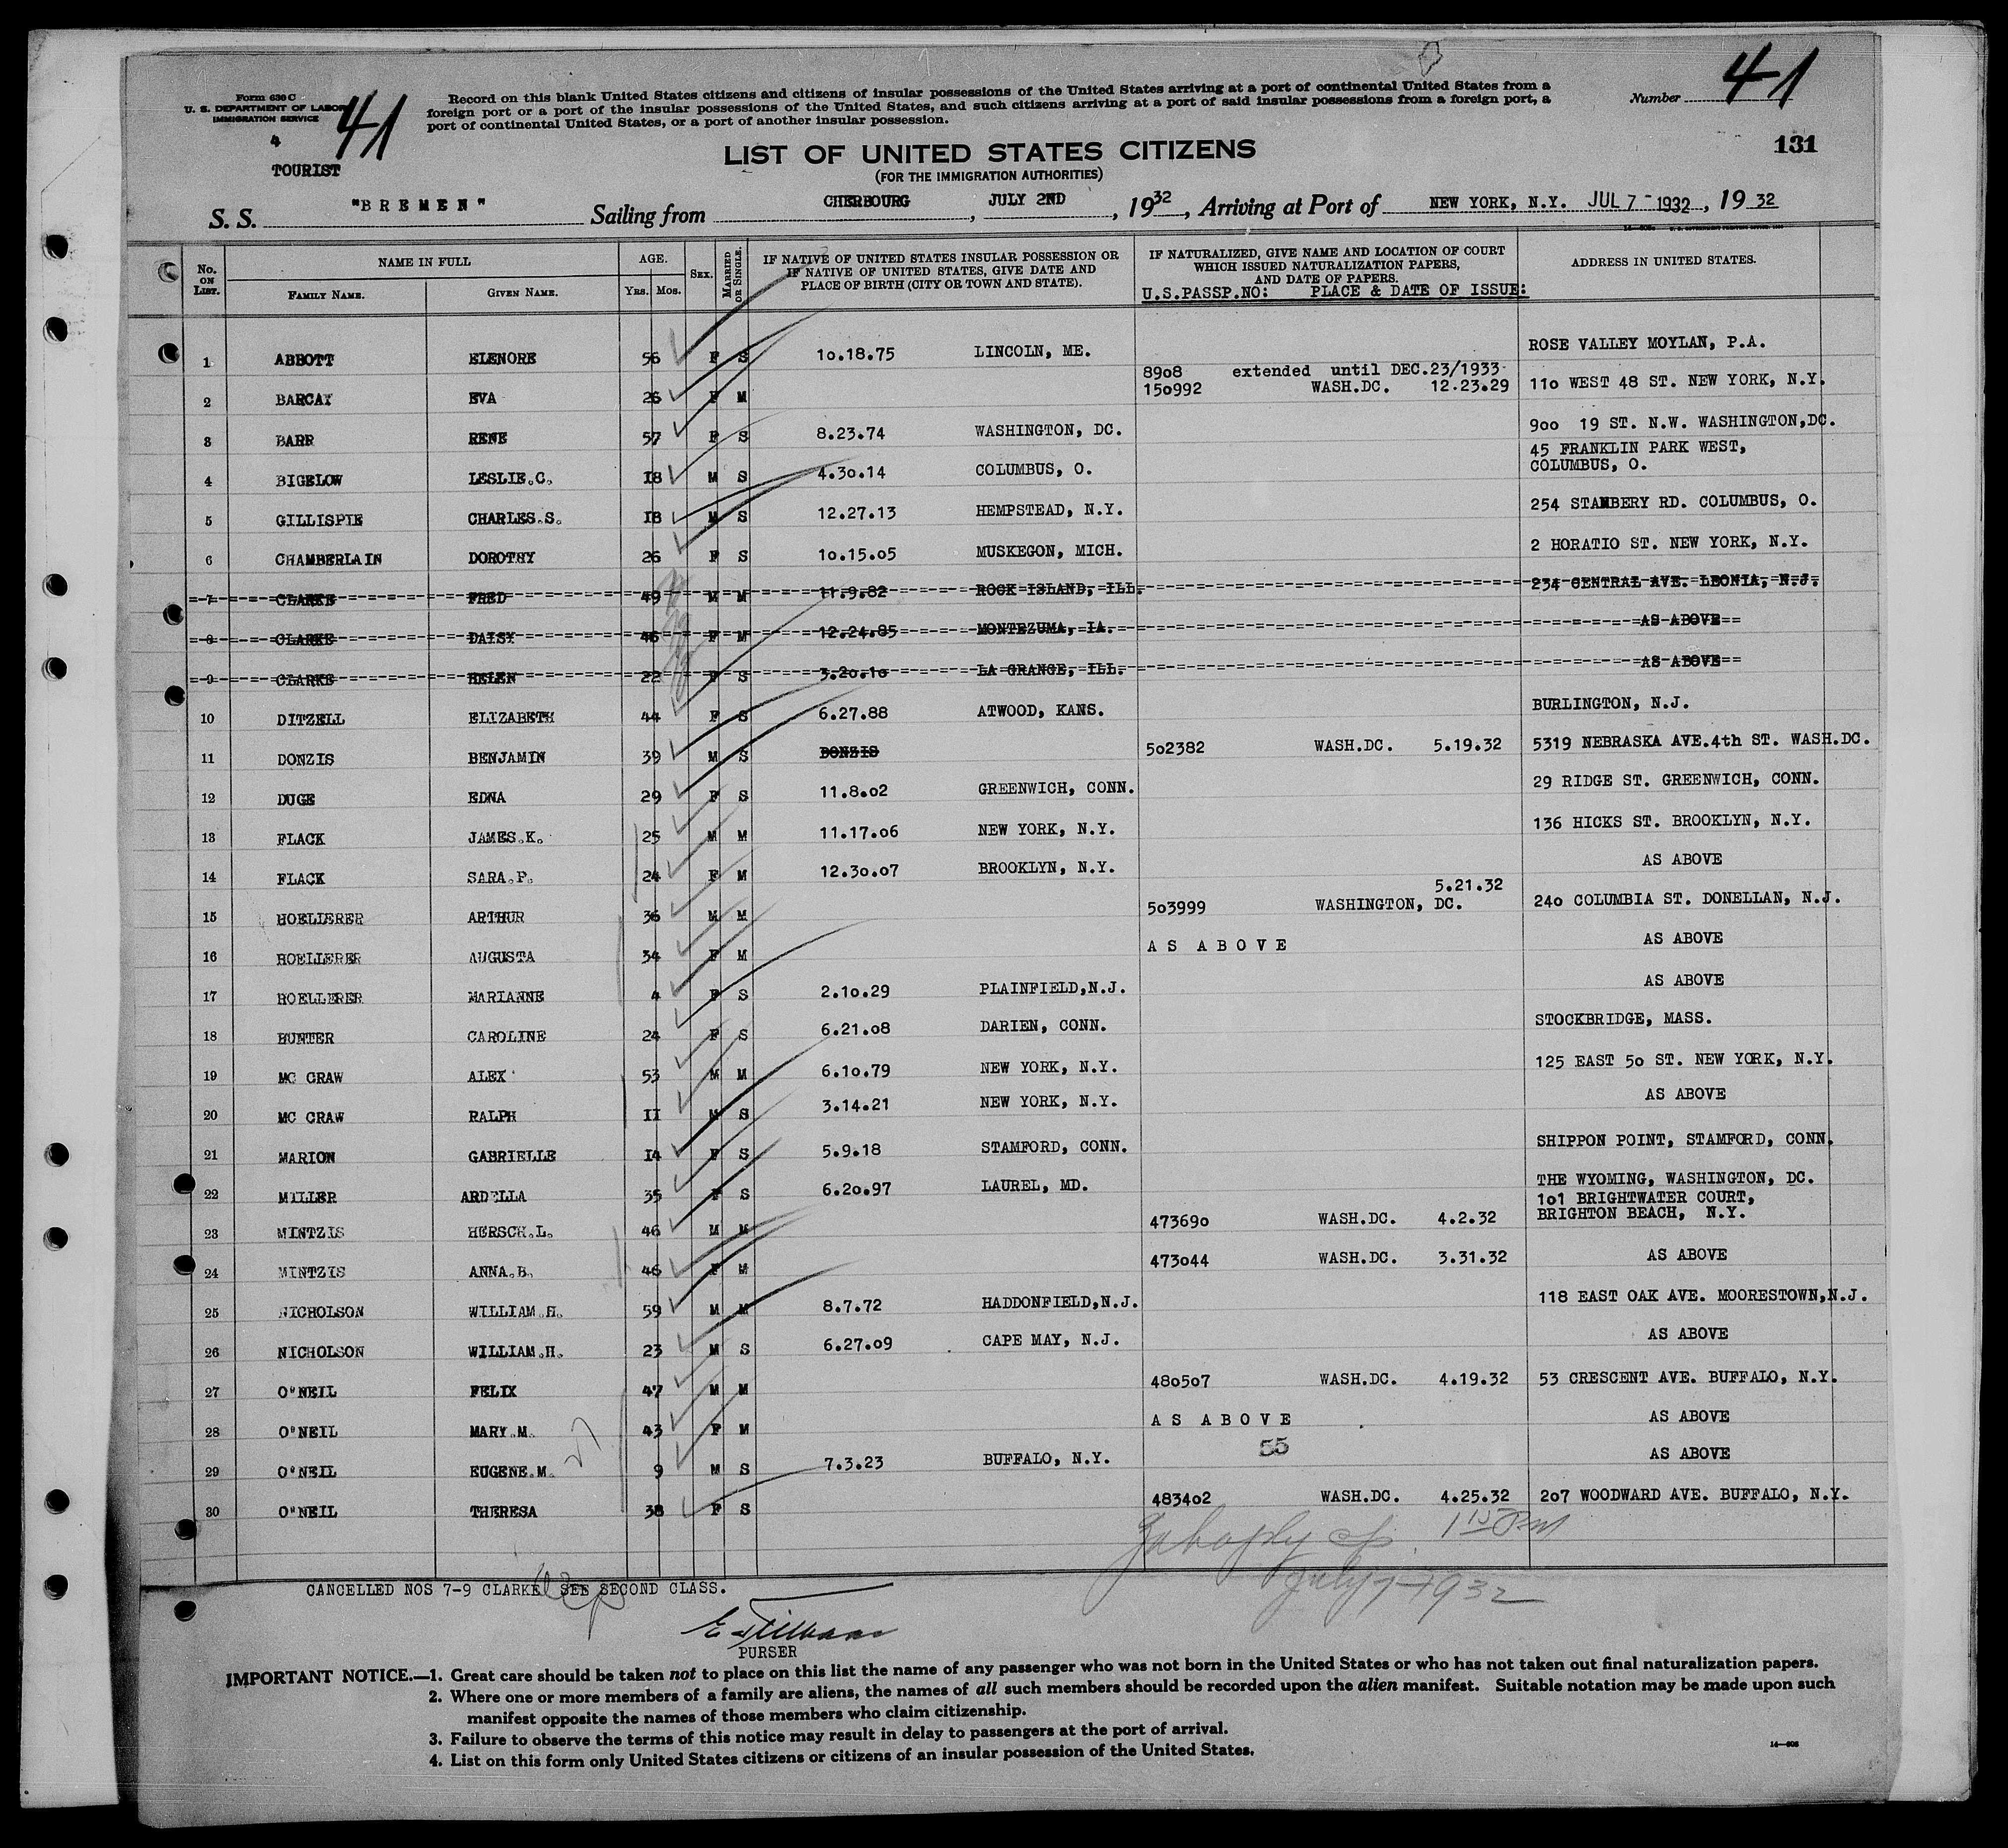 Form 630 C
U. S. DEPARTMENT OF LABOR
IMMIGRATION SERVICE
4
TOURIST
41
Record on this blank United States citizens and citizens of insular possessions of the United States arriving at a port of continental United States from a
foreign port or a port of the insular possessions of the United States, and such citizens arriving at a port of said insular possessions from a foreign port, a
port of continental United States, or a port of another insular possession.
Number 41
131
LIST OF UNITED STATES CITIZENS
(FOR THE IMMIGRATION AUTHORITIES)
S. S. "BREMEN" Sailing from CHERBOURG, JULY 2ND, 1932, Arriving at Port of NEW YORK, N.Y. JUL 7 - 1932, 1932
No. ON LIST. NAME IN FULL FAMILY NAME. GIVEN NAME. AGE. YRS. MOS. SEX. MARRIED OR SINGLE.
IF NATIVE OF UNITED STATES INSULAR POSSESSION OR
IF NATIVE OF UNITED STATES, GIVE DATE AND
PLACE OF BIRTH (CITY OR TOWN AND STATE).
IF NATURALIZED, GIVE NAME AND LOCATION OF COURT
WHICH ISSUED NATURALIZATION PAPERS,
AND DATE OF PAPERS.
U.S.PASSP.NO: PLACE & DATE OF ISSUE:
ADDRESS IN UNITED STATES.
1 ABBOTT ELENORE 56 F S 10.18.75 LINCOLN, ME. ROSE VALLEY MOYLAN, P.A.
8908 extended until DEC.23/1933
2 BARCAY EVA 26 F M 150992 WASH.DC. 12.23.29 110 WEST 48 ST. NEW YORK, N.Y.
3 BARR RENE 57 F S 8.23.74 WASHINGTON, DC. 900 19 ST. N.W. WASHINGTON,DC.
4 BIGELOW LESLIE.C. 18 M S 4.30.14 COLUMBUS, O. 45 FRANKLIN PARK WEST,
COLUMBUS, O.
5 GILLISPIE CHARLES.S. 18 M S 12.27.13 HEMPSTEAD, N.Y. 254 STANBERY RD. COLUMBUS, O.
6 CHAMBERLAIN DOROTHY 26 F S 10.15.05 MUSKEGON, MICH. 2 HORATIO ST. NEW YORK, N.Y.
7 CLARKE FRED 49 M M 11.9.82 ROCK ISLAND, ILL. 234 CENTRAL AVE. LEONIA, N.J.
8 CLARKE DAISY 46 F M 12.24.85 MONTEZUMA, IA. AS ABOVE
9 CLARKE HELEN 22 F S 3.20.10 LA GRANGE, ILL. AS ABOVE
10 DITZELL ELIZABETH 44 F S 6.27.88 ATWOOD, KANS. BURLINGTON, N.J.
11 DONZIS BENJAMIN 39 M S DONZIS 502382 WASH.DC. 5.19.32 5319 NEBRASKA AVE.4th ST. WASH.DC.
12 DUGE EDNA 29 F S 11.8.02 GREENWICH, CONN. 29 RIDGE ST. GREENWICH, CONN.
13 FLACK JAMES.K. 25 M M 11.17.06 NEW YORK, N.Y. 136 HICKS ST. BROOKLYN, N.Y.
14 FLACK SARA.P. 24 F M 12.30.07 BROOKLYN, N.Y. AS ABOVE
5.21.32
15 HOELLERER ARTHUR 36 M M 503999 WASHINGTON, DC. 240 COLUMBIA ST. DONELLAN, N.J.
16 HOELLERER AUGUSTA 34 F M AS ABOVE AS ABOVE
17 HOELLERER MARIANNE 4 F S 2.10.29 PLAINFIELD,N.J. AS ABOVE
18 HUNTER CAROLINE 24 F S 6.21.08 DARIEN, CONN. STOCKBRIDGE, MASS.
19 MC CRAW ALEX 53 M M 6.10.79 NEW YORK, N.Y. 125 EAST 50 ST. NEW YORK, N.Y.
20 MC CRAW RALPH 11 M S 3.14.21 NEW YORK, N.Y. AS ABOVE
21 MARION GABRIELLE 14 F S 5.9.18 STAMFORD, CONN. SHIPPON POINT, STAMFORD, CONN.
22 MILLER ARDELLA 35 F S 6.20.97 LAUREL, MD. THE WYOMING, WASHINGTON, DC.
23 MINTZIS HERSCH.L. 46 M M 473690 WASH.DC. 4.2.32 101 BRIGHTWATER COURT,
BRIGHTON BEACH, N.Y.
24 MINTZIS ANNA.B. 46 F M 473044 WASH.DC. 3.31.32 AS ABOVE
25 NICHOLSON WILLIAM.H. 59 M M 8.7.72 HADDONFIELD,N.J. 118 EAST OAK AVE. MOORESTOWN,N.J.
26 NICHOLSON WILLIAM.H. 23 M S 6.27.09 CAPE MAY, N.J. AS ABOVE
27 O'NEIL FELIX 47 M M 480507 WASH.DC. 4.19.32 53 CRESCENT AVE. BUFFALO, N.Y.
28 O'NEIL MARY.M. 43 F M AS ABOVE AS ABOVE
55
29 O'NEIL EUGENE.M. 9 M S 7.3.23 BUFFALO, N.Y. AS ABOVE
30 O'NEIL THERESA 38 F S 483402 WASH.DC. 4.25.32 207 WOODWARD AVE. BUFFALO, N.Y.
27
July 7-1932
CANCELLED NOS 7-9 CLARKE SEE SECOND CLASS.
PURSER
IMPORTANT NOTICE.—1. Great care should be taken not to place on this list the name of any passenger who was not born in the United States or who has not taken out final naturalization papers.
2. Where one or more members of a family are aliens, the names of all such members should be recorded upon the alien manifest. Suitable notation may be made upon such
manifest opposite the names of those members who claim citizenship.
3. Failure to observe the terms of this notice may result in delay to passengers at the port of arrival.
4. List on this form only United States citizens or citizens of an insular possession of the United States.